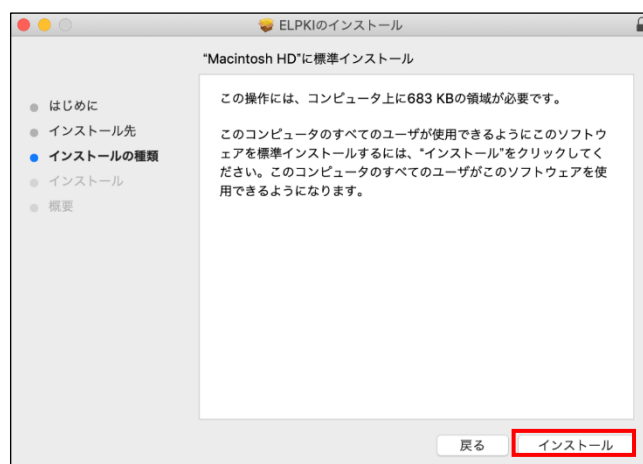 ELPKIのインストール
“Macintosh HD”に標準インストール
はじめに
インストール先
インストールの種類
インストール
概要
この操作には、コンピュータ上に683 KBの領域が必要です。
このコンピュータのすべてのユーザが使用できるようにこのソフトウ
ェアを標準インストールするには、“インストール”をクリックしてく
ださい。このコンピュータのすべてのユーザがこのソフトウェアを使
用できるようになります。
戻る
インストール